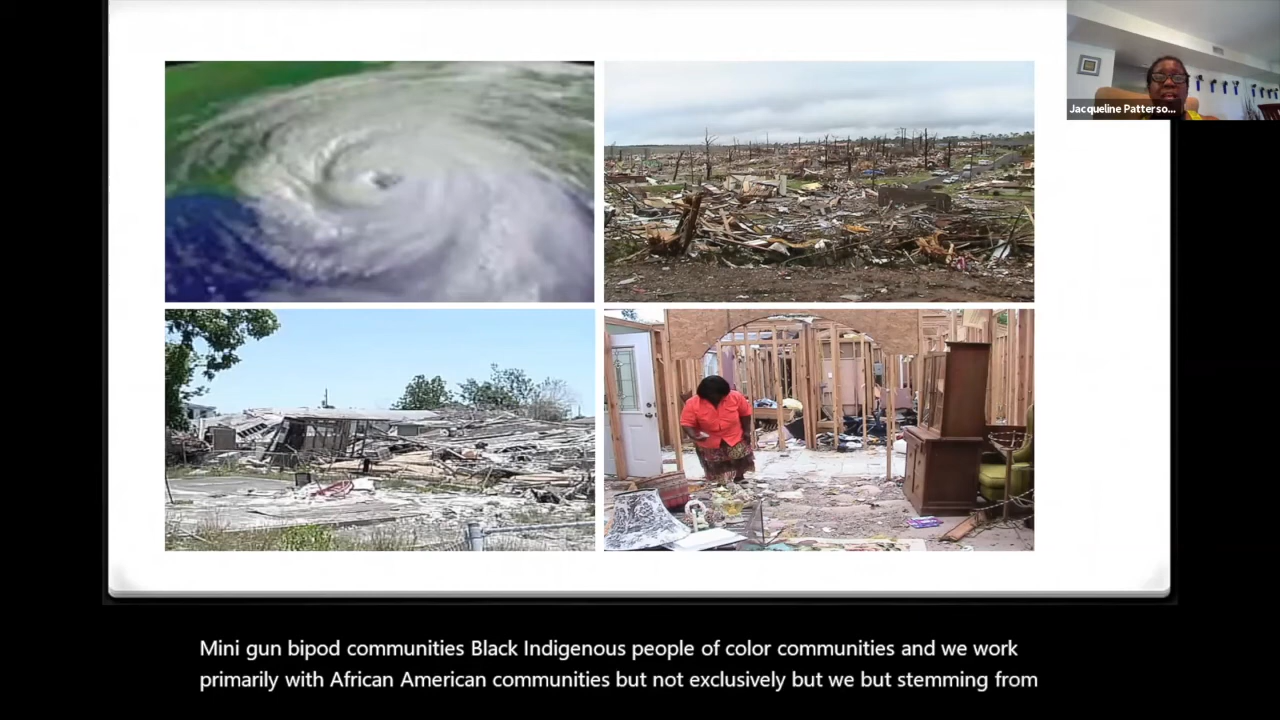 Jacqueline Patterso...
Mini gun bipod communities Black Indigenous people of color communities and we work
primarily with African American communities but not exclusively but we but stemming from